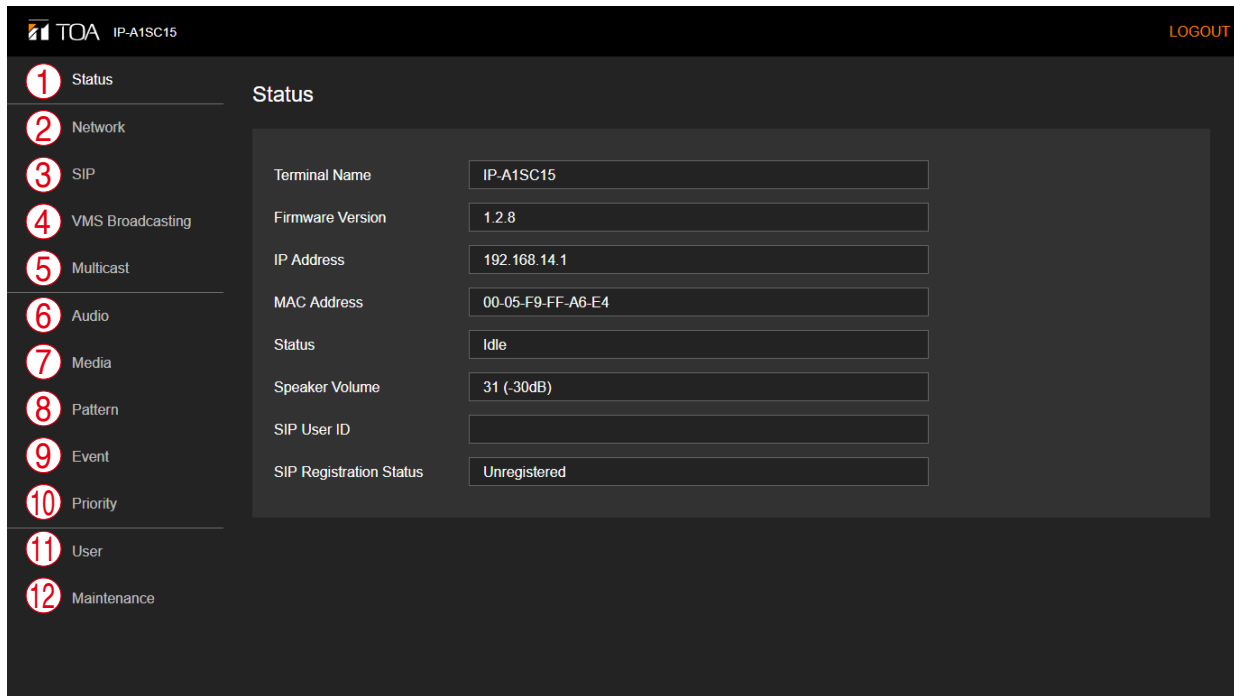 TOA IP-A1SC15 LOGOUT
1 Status
2 Network
3 SIP
4 VMS Broadcasting
5 Multicast
6 Audio
7 Media
8 Pattern
9 Event
10 Priority
11 User
12 Maintenance
Status
Terminal Name IP-A1SC15
Firmware Version 1.2.8
IP Address 192.168.14.1
MAC Address 00-05-F9-FF-A6-E4
Status Idle
Speaker Volume 31 (-30dB)
SIP User ID
SIP Registration Status Unregistered